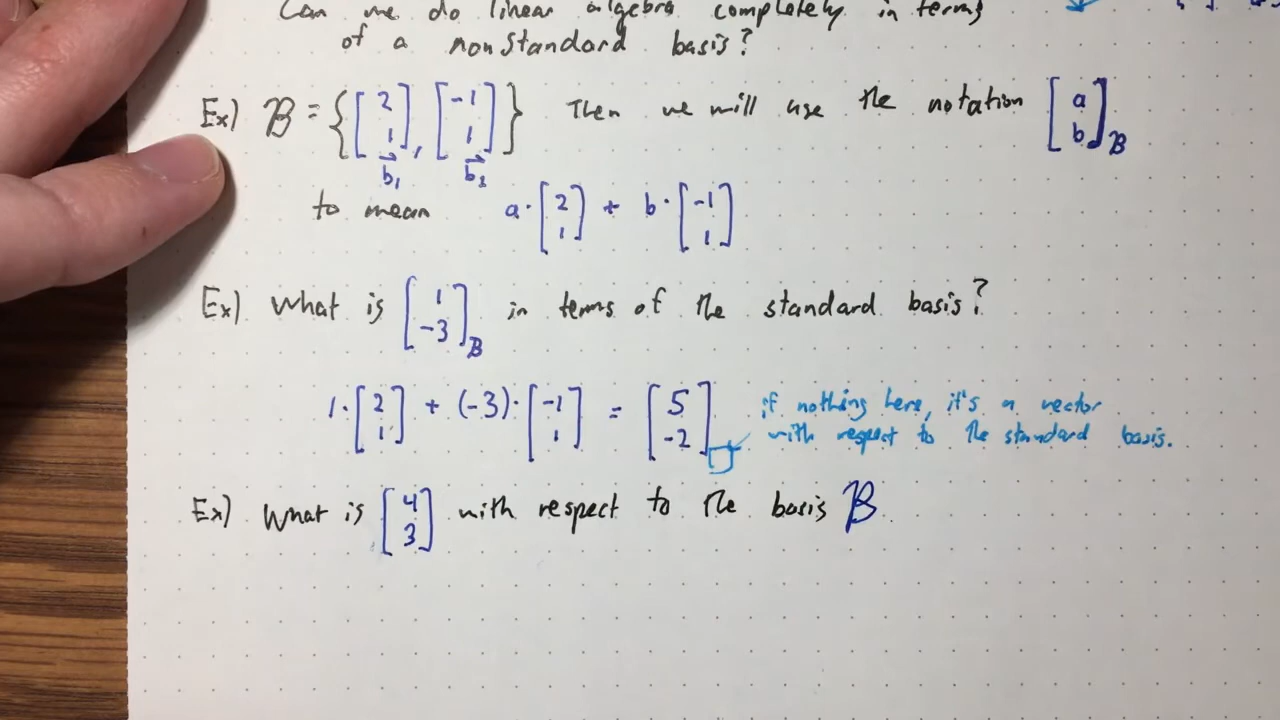 Can we do linear algebra completely in terms
of a nonstandard basis?
Ex) B = {[2 1], [-1 1]} Then we will use the notation [a b]B
b₁ b₂
to mean a·[2 1] + b·[-1 1]
Ex) What is [1 -3]B in terms of the standard basis?
1·[2 1] + (-3)·[-1 1] = [5 -2] if nothing here, it's a vector
with respect to the standard basis.
Ex) What is [4 3] with respect to the basis B